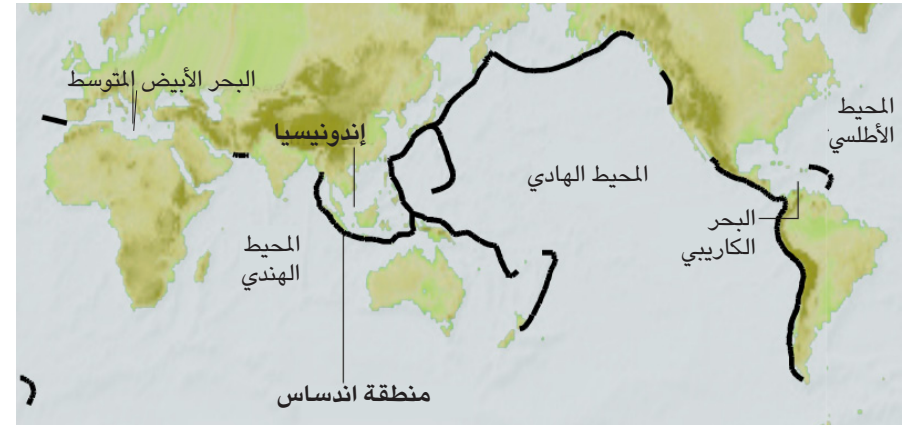 البحر الأبيض المتوسط
إندونيسيا
المحيط
الأطلسي
المحيط الهادي
البحر
الكاريبي
المحيط
الهندي
منطقة اندساس